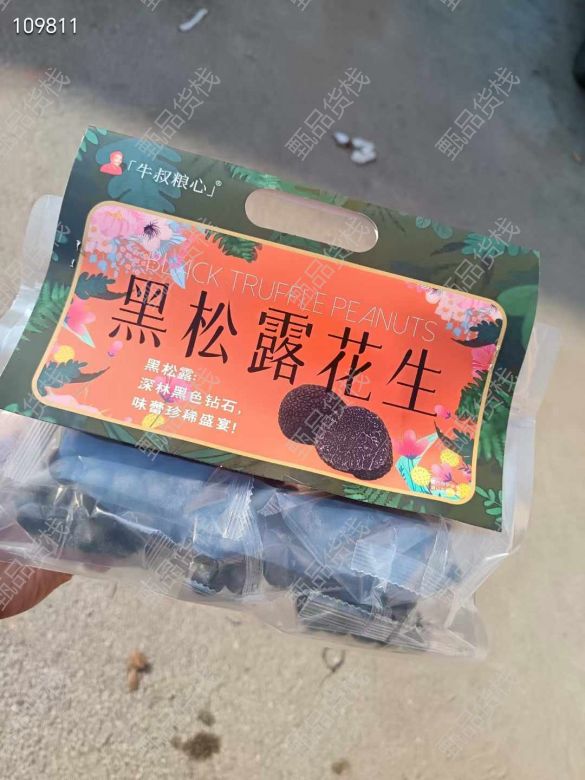 109811
「牛叔粮心」®
BLACK TRUFFLE PEANUTS
黑松露花生
黑松露:
深林黑色钻石,
味蕾珍稀盛宴!
甄品货栈